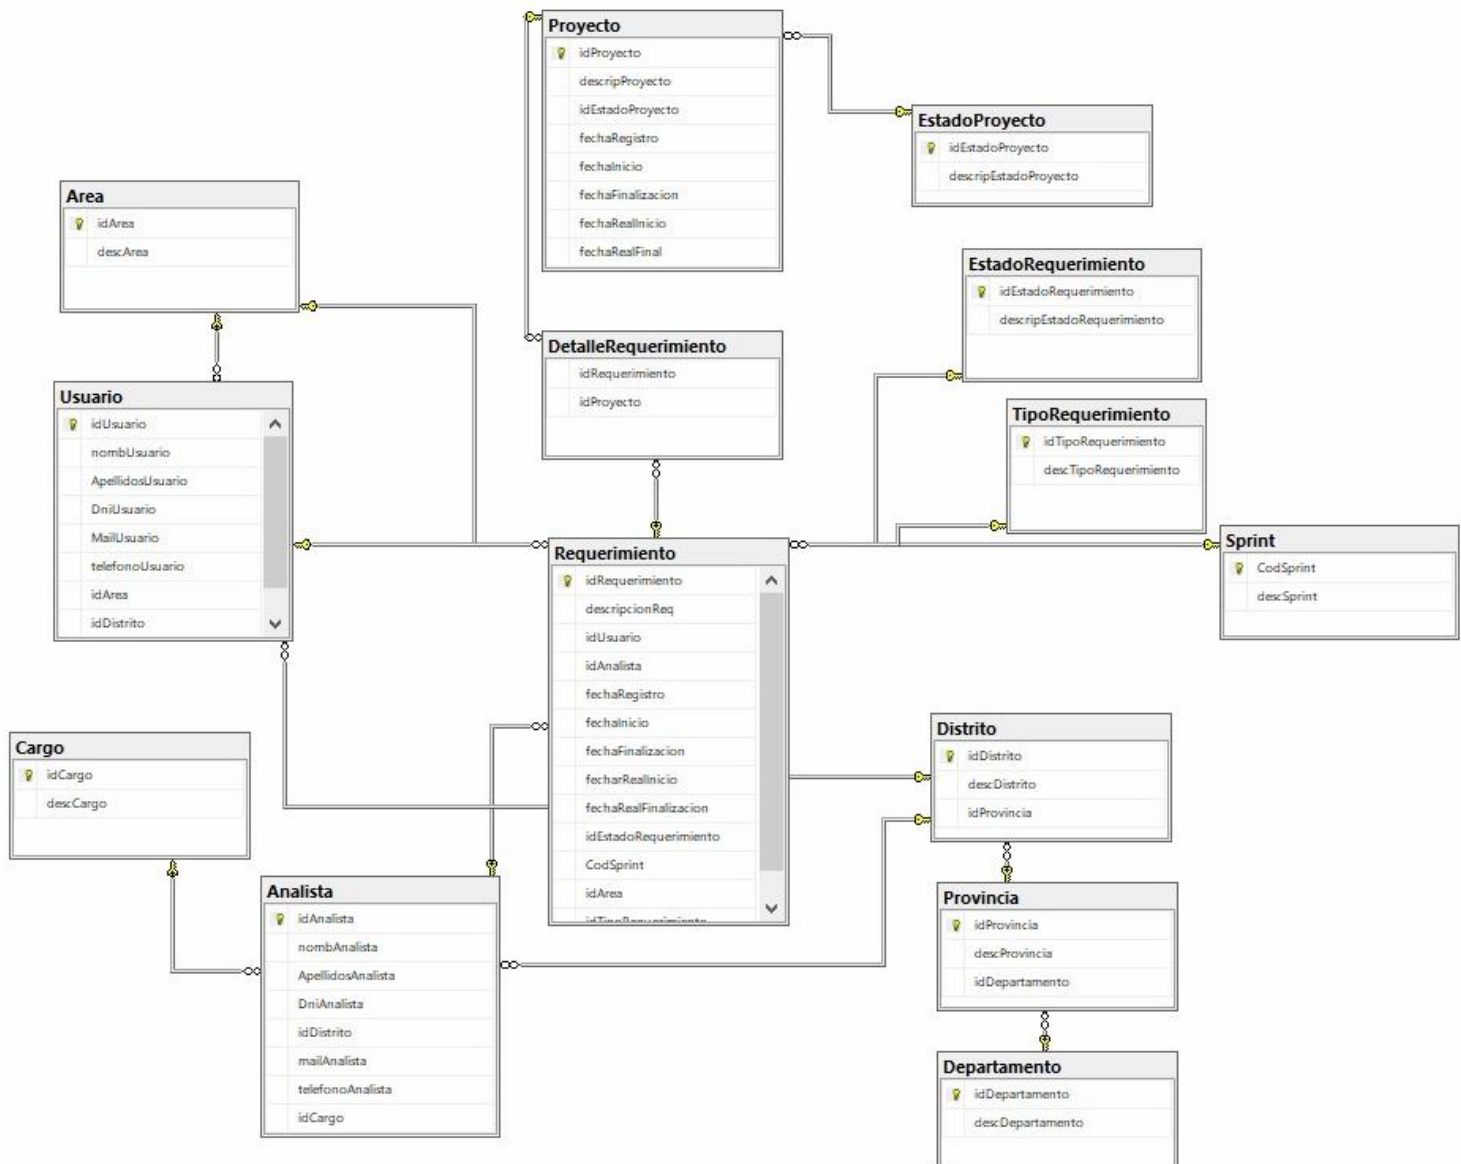 Proyecto
idProyecto
descripProyecto
idEstadoProyecto
fechaRegistro
fechaInicio
fechaFinalizacion
fechaRealInicio
fechaRealFinal
EstadoProyecto
idEstadoProyecto
descripEstadoProyecto
Area
idArea
descArea
EstadoRequerimiento
idEstadoRequerimiento
descripEstadoRequerimiento
DetalleRequerimiento
idRequerimiento
idProyecto
Usuario
idUsuario
nombUsuario
ApellidosUsuario
DniUsuario
MailUsuario
telefonoUsuario
idArea
idDistrito
TipoRequerimiento
idTipoRequerimiento
descTipoRequerimiento
Sprint
CodSprint
descSprint
Requerimiento
idRequerimiento
descripcionReq
idUsuario
idAnalista
fechaRegistro
fechaInicio
fechaFinalizacion
fecharRealInicio
fechaRealFinalizacion
idEstadoRequerimiento
CodSprint
idArea
idTipoRequerimiento
Distrito
idDistrito
descDistrito
idProvincia
Cargo
idCargo
descCargo
Analista
idAnalista
nombAnalista
ApellidosAnalista
DniAnalista
idDistrito
mailAnalista
telefonoAnalista
idCargo
Provincia
idProvincia
descProvincia
idDepartamento
Departamento
idDepartamento
descDepartamento